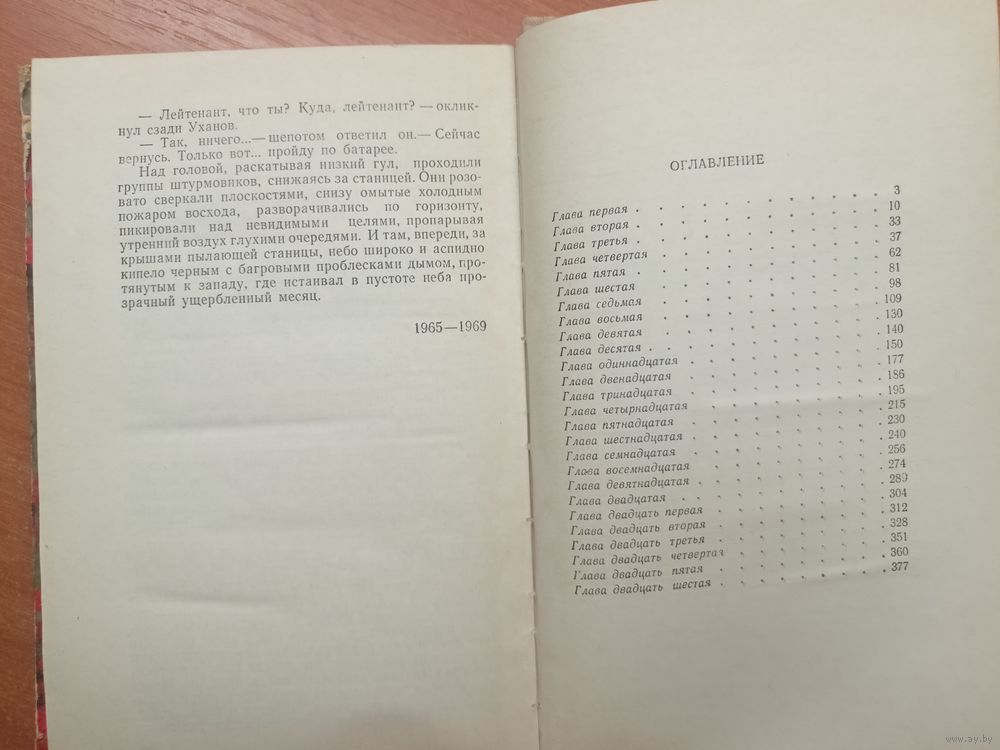 — Лейтенант, что ты? Куда, лейтенант? — оклик-
нул сзади Уханов.
— Так, ничего...— шепотом ответил он.— Сейчас
вернусь. Только вот... пройду по батарее.
Над головой, раскатывая низкий гул, проходили
группы штурмовиков, снижаясь за станицей. Они розо-
вато сверкали плоскостями, снизу омытые холодным
пожаром восхода, разворачивались по горизонту,
пикировали над невидимыми целями, пропарывая
утренний воздух глухими очередями. И там, впереди, за
крышами пылающей станицы, небо широко и аспидно
кипело черным с багровыми проблесками дымом, про-
тянутым к западу, где истаивал в пустоте неба про-
зрачный ущербленный месяц.
1965—1969
ОГЛАВЛЕНИЕ
Глава первая . . . . . . . . . . 3
Глава вторая . . . . . . . . . . 10
Глава третья . . . . . . . . . . 33
Глава четвертая . . . . . . . . . 37
Глава пятая . . . . . . . . . . 62
Глава шестая . . . . . . . . . . 81
Глава седьмая . . . . . . . . . . 98
Глава восьмая . . . . . . . . . . 109
Глава девятая . . . . . . . . . . 130
Глава десятая . . . . . . . . . . 140
Глава одиннадцатая . . . . . . . . . 150
Глава двенадцатая . . . . . . . . . 177
Глава тринадцатая . . . . . . . . . 186
Глава четырнадцатая . . . . . . . . 195
Глава пятнадцатая . . . . . . . . . 215
Глава шестнадцатая . . . . . . . . . 230
Глава семнадцатая . . . . . . . . . 240
Глава восемнадцатая . . . . . . . . 256
Глава девятнадцатая . . . . . . . . 274
Глава двадцатая . . . . . . . . . 289
Глава двадцать первая . . . . . . . . 304
Глава двадцать вторая . . . . . . . . 312
Глава двадцать третья . . . . . . . . 328
Глава двадцать четвертая . . . . . . . 351
Глава двадцать пятая . . . . . . . . 360
Глава двадцать шестая . . . . . . . . 377
www.ay.by